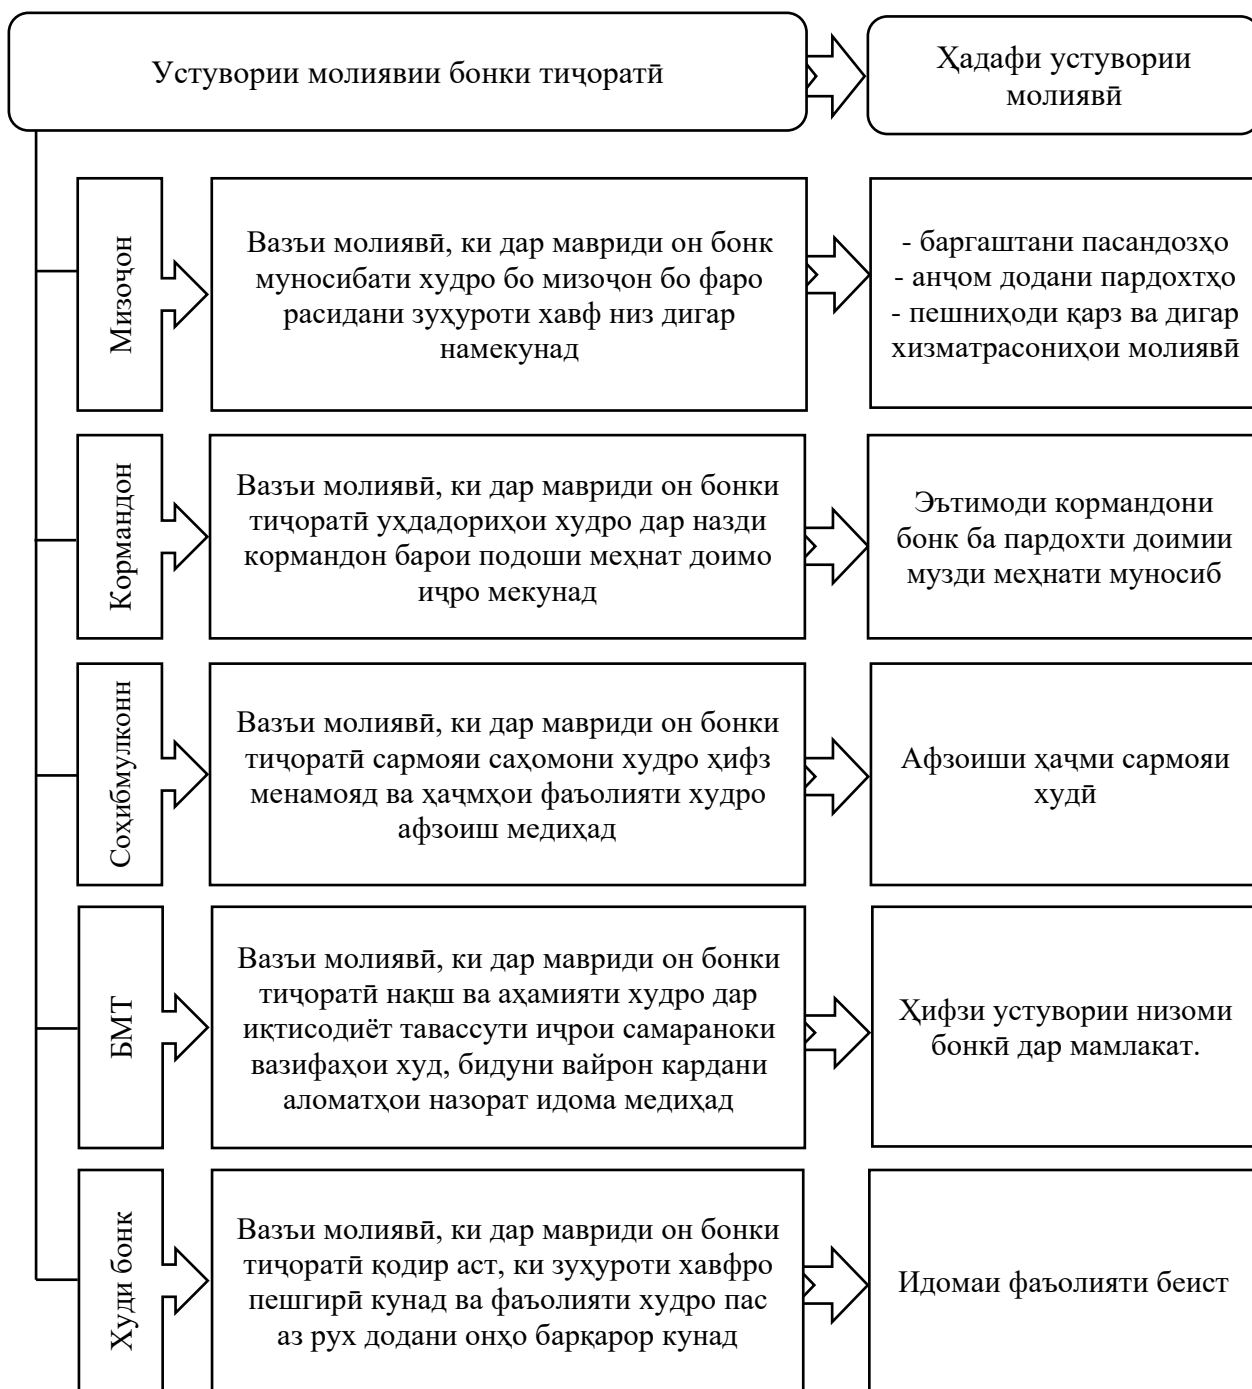 Устувории молиявии бонки тиҷоратӣ
Ҳадафи устувории
молиявӣ
Мизоҷон
Вазъи молиявӣ, ки дар мавриди он бонк
муносибати худро бо мизоҷон бо фаро
расидани зуҳуроти хавф низ дигар
намекунад
- баргаштани пасандозҳо
- анҷом додани пардохтҳо
- пешниҳоди қарз ва дигар
хизматрасониҳои молиявӣ
Кормандон
Вазъи молиявӣ, ки дар мавриди он бонки
тиҷоратӣ уҳдадориҳои худро дар назди
кормандон барои подоши меҳнат доимо
иҷро мекунад
Эътимоди кормандони
бонк ба пардохти доимии
музди меҳнати муносиб
Соҳибмулконн
Вазъи молиявӣ, ки дар мавриди он бонки
тиҷоратӣ сармояи саҳомони худро ҳифз
менамояд ва ҳаҷмҳои фаъолияти худро
афзоиш медиҳад
Афзоиши ҳаҷми сармояи
худӣ
БМТ
Вазъи молиявӣ, ки дар мавриди он бонки
тиҷоратӣ нақш ва аҳамияти худро дар
иқтисодиёт тавассути иҷрои самараноки
вазифаҳои худ, бидуни вайрон кардани
аломатҳои назорат идома медиҳад
Ҳифзи устувории низоми
бонкӣ дар мамлакат.
Худи бонк
Вазъи молиявӣ, ки дар мавриди он бонки
тиҷоратӣ қодир аст, ки зуҳуроти хавфро
пешгирӣ кунад ва фаъолияти худро пас
аз рух додани онҳо барқарор кунад
Идомаи фаъолияти беист